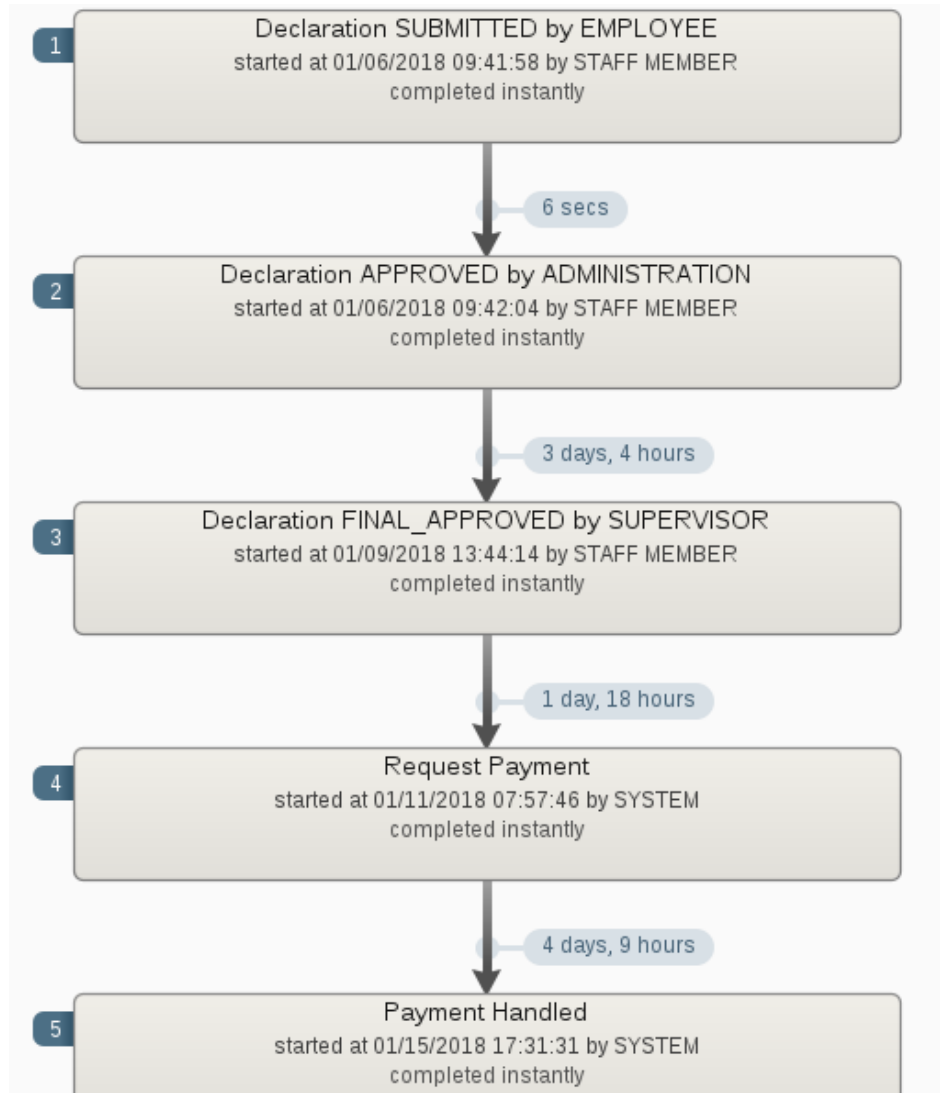 1
Declaration SUBMITTED by EMPLOYEE
started at 01/06/2018 09:41:58 by STAFF MEMBER
completed instantly
6 secs
2
Declaration APPROVED by ADMINISTRATION
started at 01/06/2018 09:42:04 by STAFF MEMBER
completed instantly
3 days, 4 hours
3
Declaration FINAL_APPROVED by SUPERVISOR
started at 01/09/2018 13:44:14 by STAFF MEMBER
completed instantly
1 day, 18 hours
4
Request Payment
started at 01/11/2018 07:57:46 by SYSTEM
completed instantly
4 days, 9 hours
5
Payment Handled
started at 01/15/2018 17:31:31 by SYSTEM
completed instantly